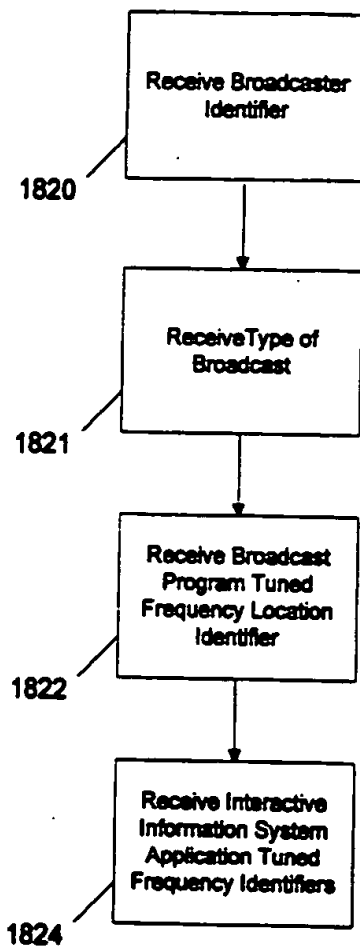 Receive Broadcaster
Identifier
1820
ReceiveType of
Broadcast
1821
Receive Broadcast
Program Tuned
Frequency Location
Identifier
1822
Receive Interactive
Information System
Application Tuned
Frequency Identifiers
1824